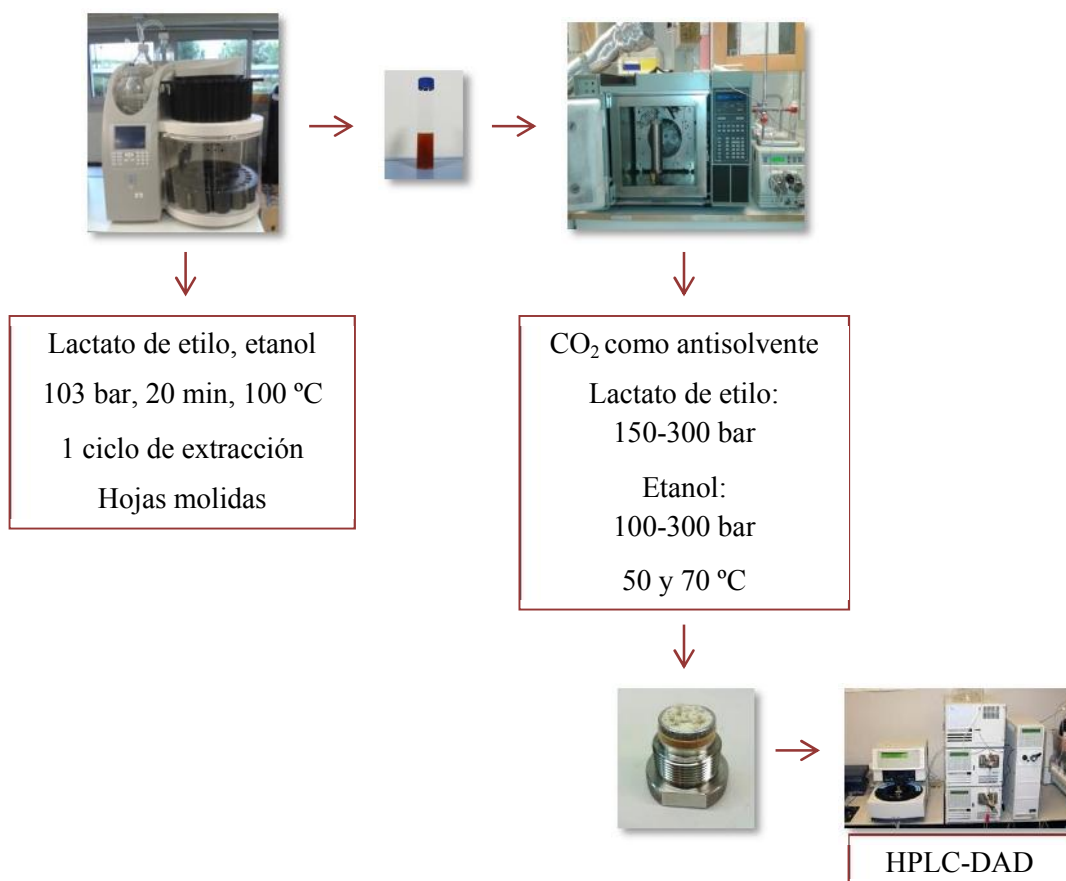 Lactato de etilo, etanol
103 bar, 20 min, 100 ºC
1 ciclo de extracción
Hojas molidas
CO₂ como antisolvente
Lactato de etilo:
150-300 bar
Etanol:
100-300 bar
50 y 70 ºC
HPLC-DAD